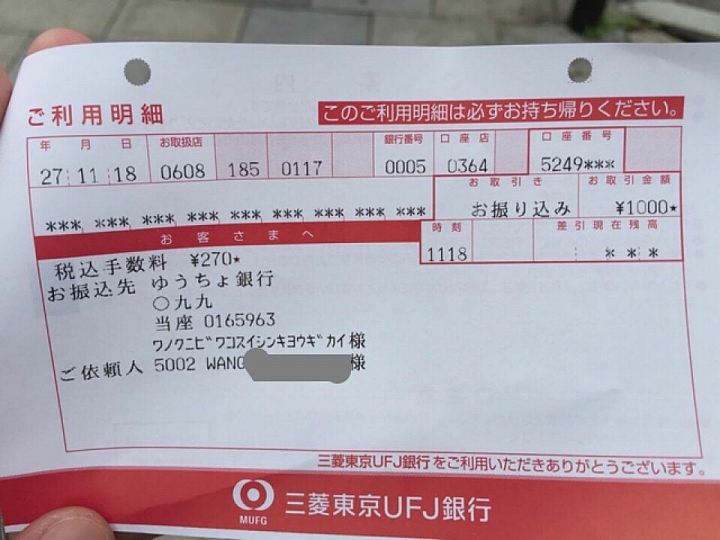 ご利用明細
このご利用明細は必ずお持ち帰りください。
年 月 日 お取扱店 銀行番号 口座店 口座番号
27 11 18 0608 185 0117 0005 0364 5249***
お取引き お取引金額
お振り込み ¥1000★
*** *** *** *** *** *** *** *** ***
お客さまへ
時刻 差引現在残高
1118 * * *
税込手数料 ¥270★
お振込先 ゆうちょ銀行
〇九九
当座 0165963
ワノクニビワコスイシンキヨウギカイ様
ご依頼人 5002 WANG 様
三菱東京UFJ銀行をご利用いただきありがとうございます。
MUFG
三菱東京UFJ銀行